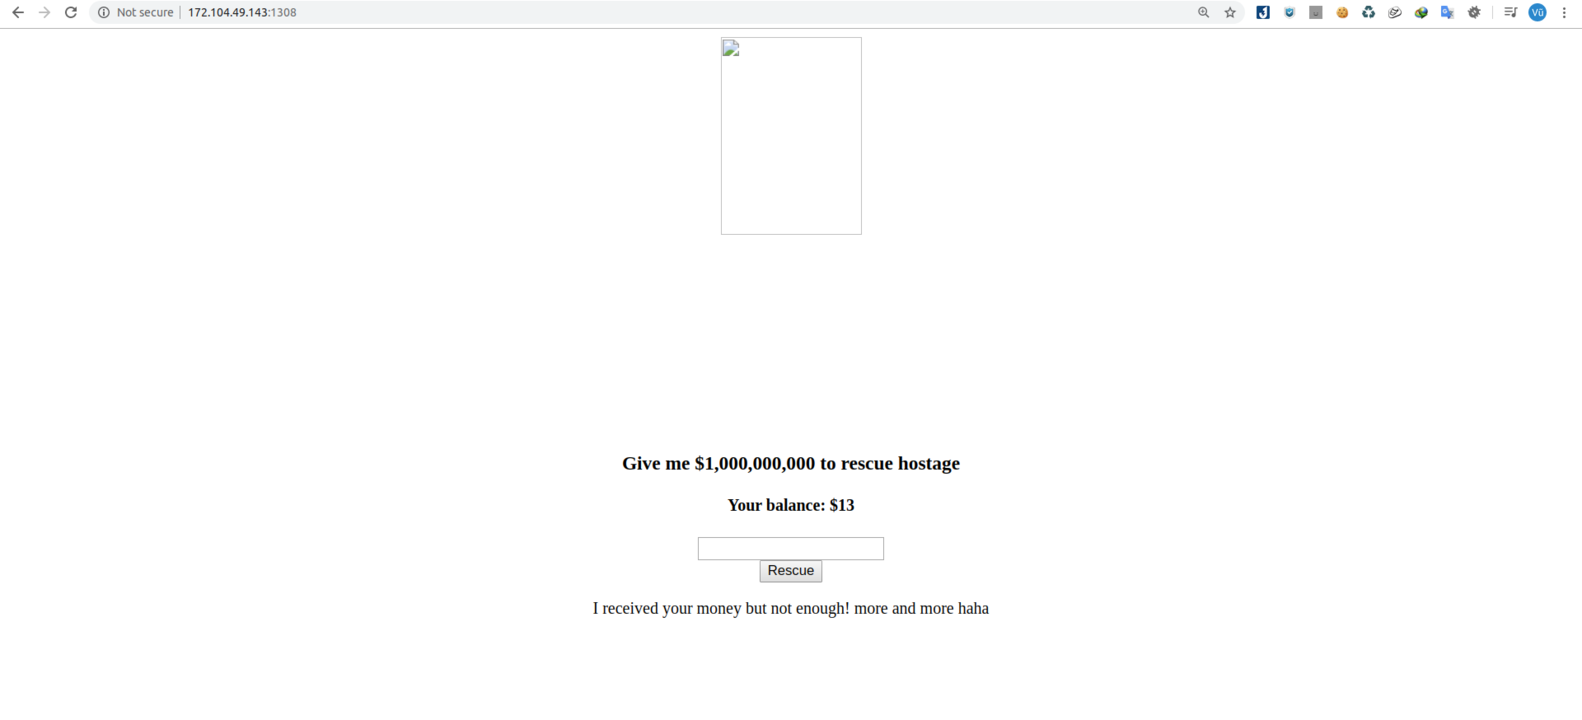 Not secure 172.104.49.143:1308
Vũ
Give me $1,000,000,000 to rescue hostage
Your balance: $13
Rescue
I received your money but not enough! more and more haha